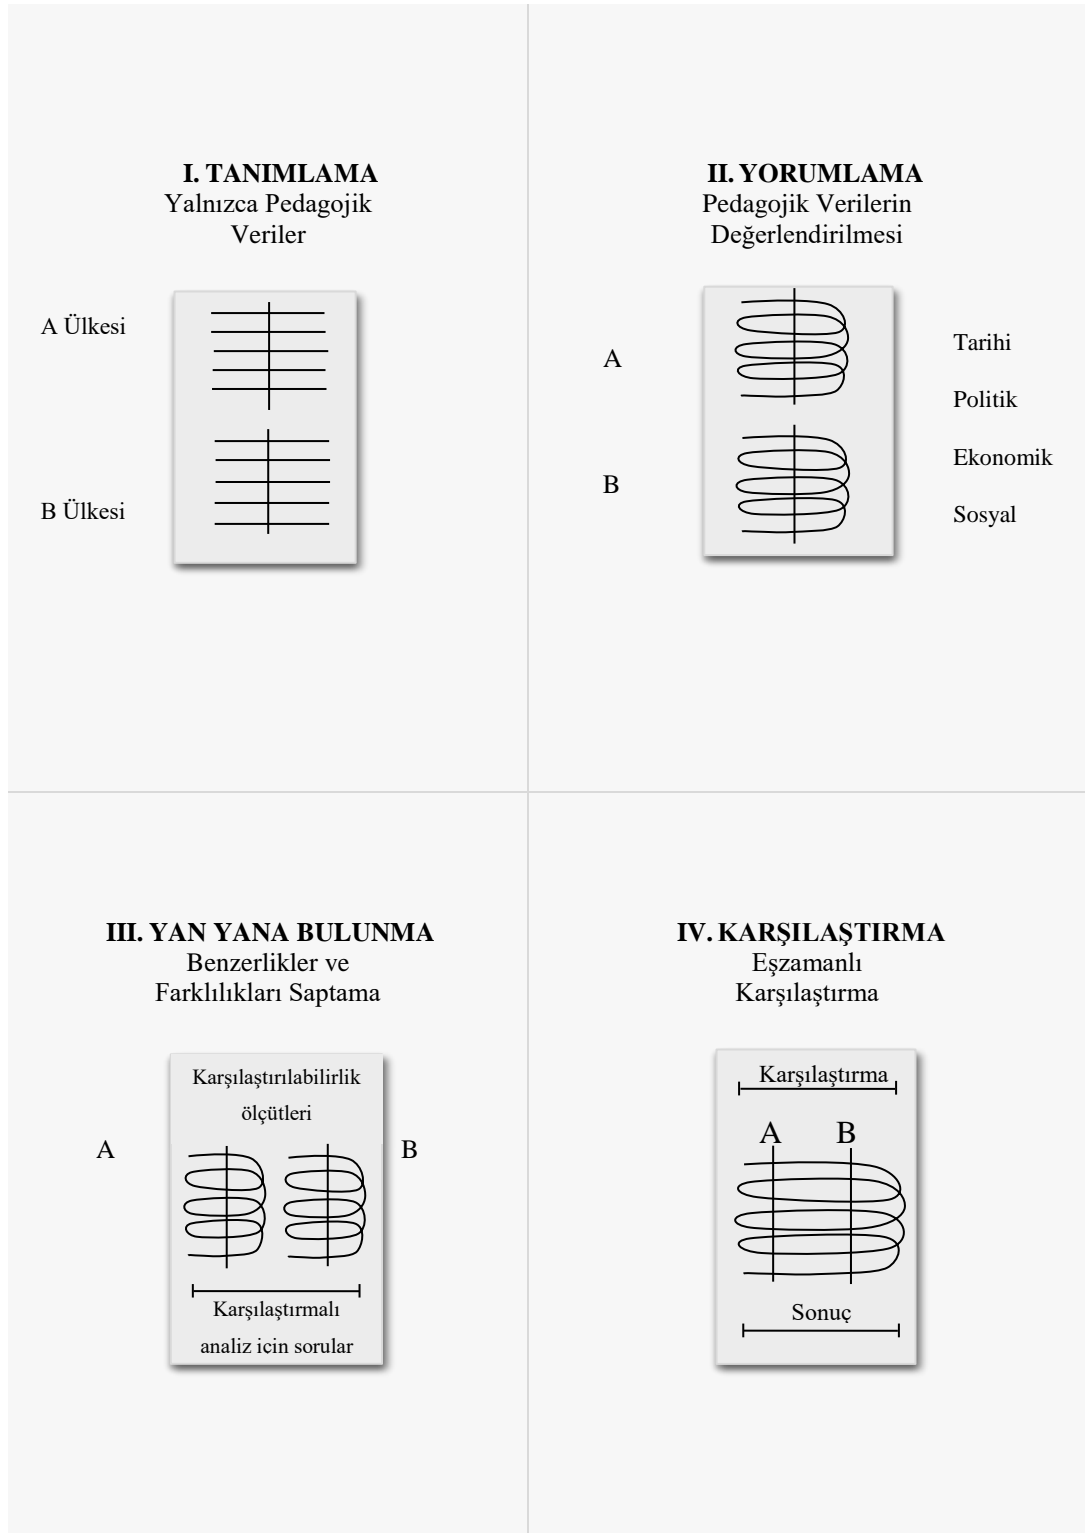 I. TANIMLAMA
Yalnızca Pedagojik
Veriler
A Ülkesi
B Ülkesi
II. YORUMLAMA
Pedagojik Verilerin
Değerlendirilmesi
A
B
Tarihi
Politik
Ekonomik
Sosyal
III. YAN YANA BULUNMA
Benzerlikler ve
Farklılıkları Saptama
Karşılaştırılabilirlik
ölçütleri
A
B
Karşılaştırmalı
analiz için sorular
IV. KARŞILAŞTIRMA
Eşzamanlı
Karşılaştırma
Karşılaştırma
A B
Sonuç